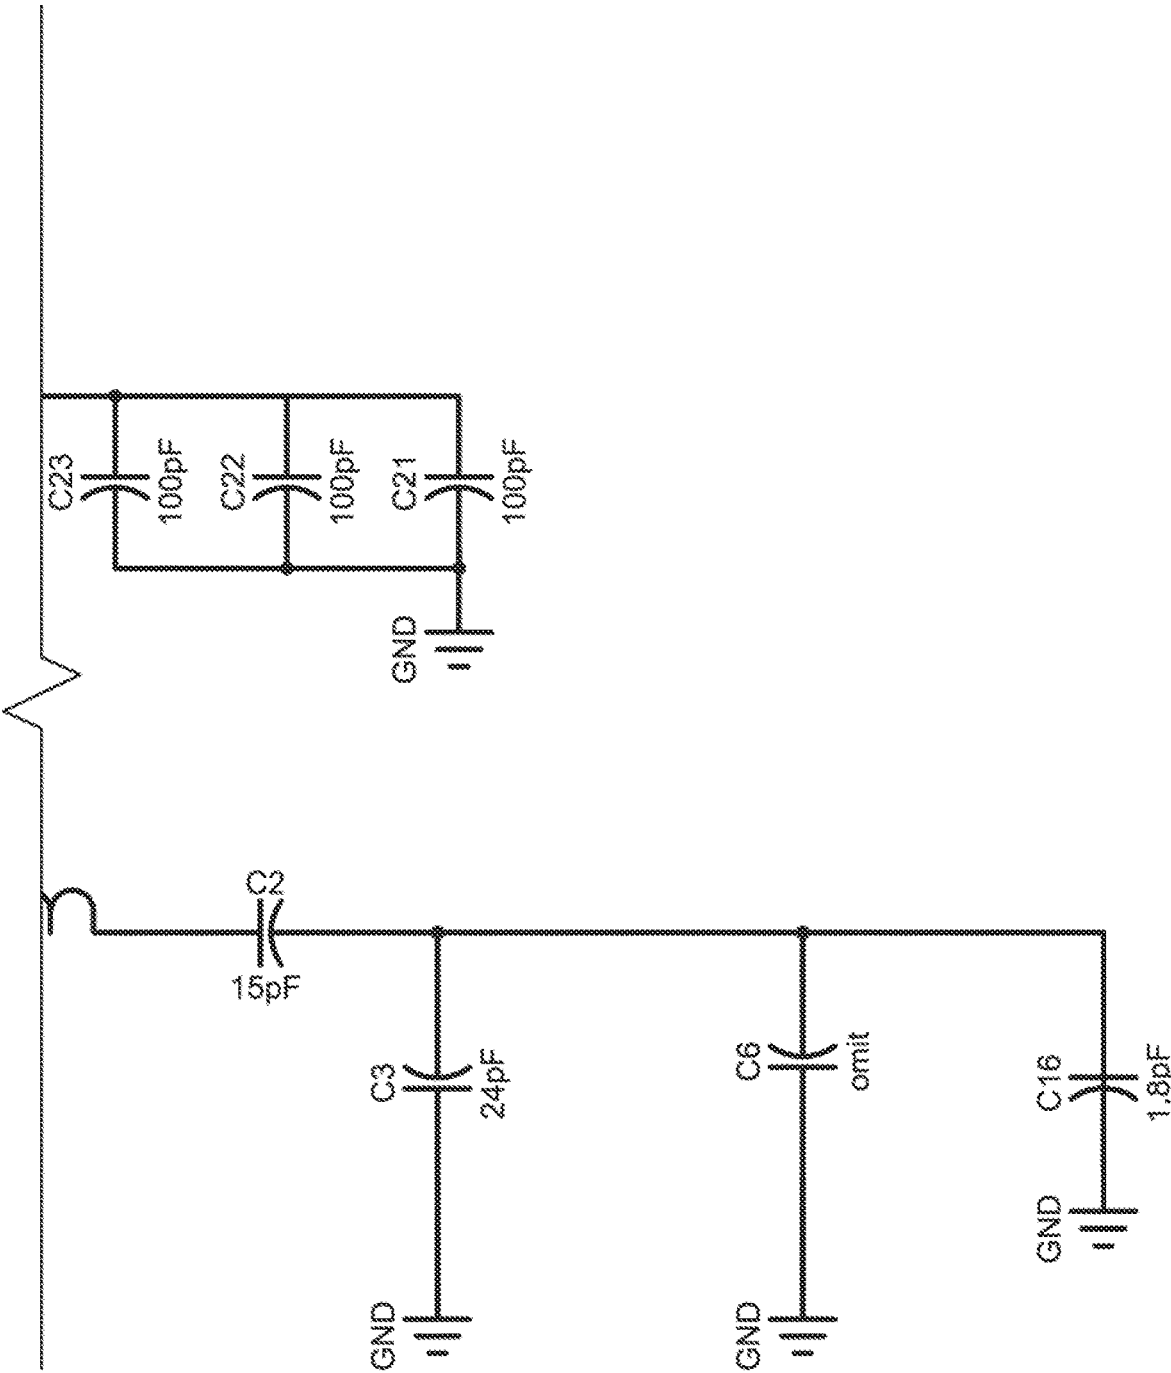 C23
100pF
C22
100pF
C21
100pF
GND
C2
15pF
C3
24pF
GND
C6
omit
GND
C16
1.8pF
GND